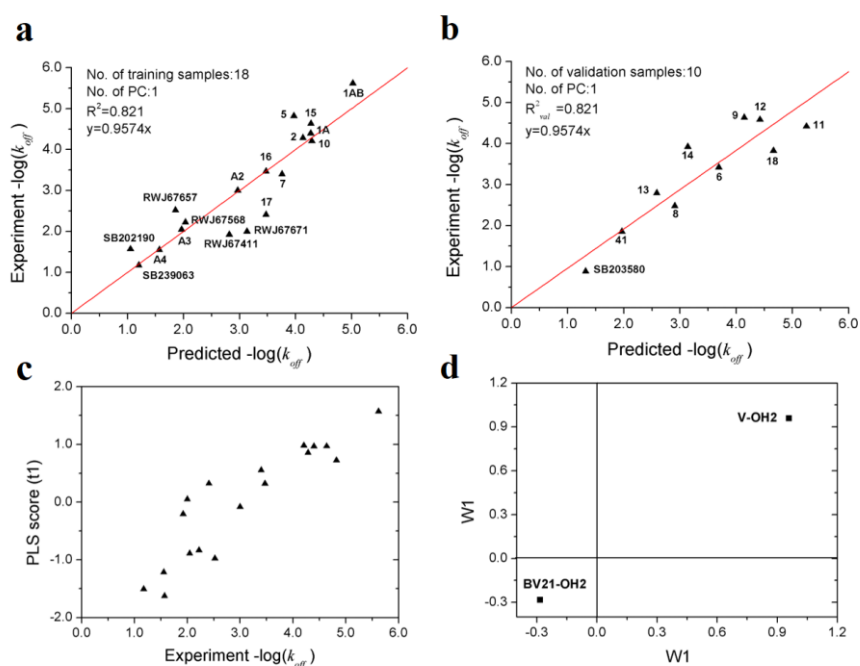 a
No. of training samples:18
No. of PC:1
R²=0.821
y=0.9574x
1AB
5
15
1A
2
10
16
7
A2
17
RWJ67657
RWJ67568
RWJ67671
A3
RWJ67411
SB202190
A4
SB239063
6.0
5.0
4.0
3.0
2.0
1.0
0.0
0.0 1.0 2.0 3.0 4.0 5.0 6.0
Experiment -log(k_off)
Predicted -log(k_off)
b
No. of validation samples:10
No. of PC:1
R²_val =0.821
y=0.9574x
9
12
11
14
18
6
13
8
41
SB203580
6.0
5.0
4.0
3.0
2.0
1.0
0.0
0.0 1.0 2.0 3.0 4.0 5.0 6.0
Experiment -log(k_off)
Predicted -log(k_off)
c
2.0
1.0
0.0
-1.0
-2.0
0.0 1.0 2.0 3.0 4.0 5.0 6.0
PLS score (t1)
Experiment -log(k_off)
d
1.2
0.9
0.6
0.3
0.0
-0.3
-0.3 0.0 0.3 0.6 0.9 1.2
V-OH2
BV21-OH2
W1
W1